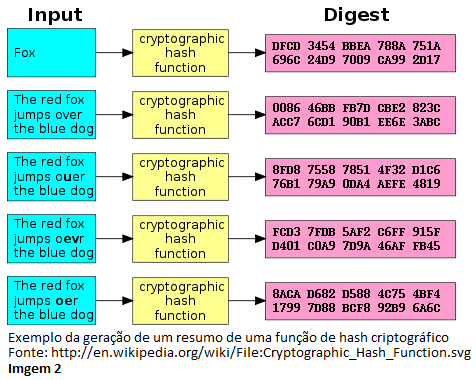 Input Digest
Fox
cryptographic
hash
function
DFCD 3454 BBEA 788A 751A
696C 24D9 7009 CA99 2D17
The red fox
jumps over
the blue dog
cryptographic
hash
function
0086 46BB FB7D CBE2 823C
ACC7 6CD1 90B1 EE6E 3ABC
The red fox
jumps ouer
the blue dog
cryptographic
hash
function
8FD8 7558 7851 4F32 D1C6
76B1 79A9 0DA4 AEFE 4819
The red fox
jumps oevr
the blue dog
cryptographic
hash
function
FCD3 7FDB 5AF2 C6FF 915F
D401 C0A9 7D9A 46AF FB45
The red fox
jumps oer
the blue dog
cryptographic
hash
function
8ACA D682 D588 4C75 4BF4
1799 7D88 BCF8 92B9 6A6C
Exemplo da geração de um resumo de uma função de hash criptográfico
Fonte: http://en.wikipedia.org/wiki/File:Cryptographic_Hash_Function.svg
Imgem 2